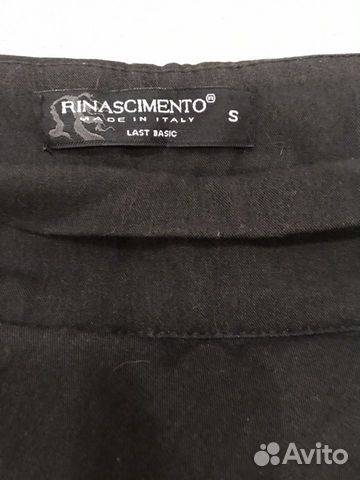 RINASCIMENTO®
MADE IN ITALY
S
LAST BASIC
Avito